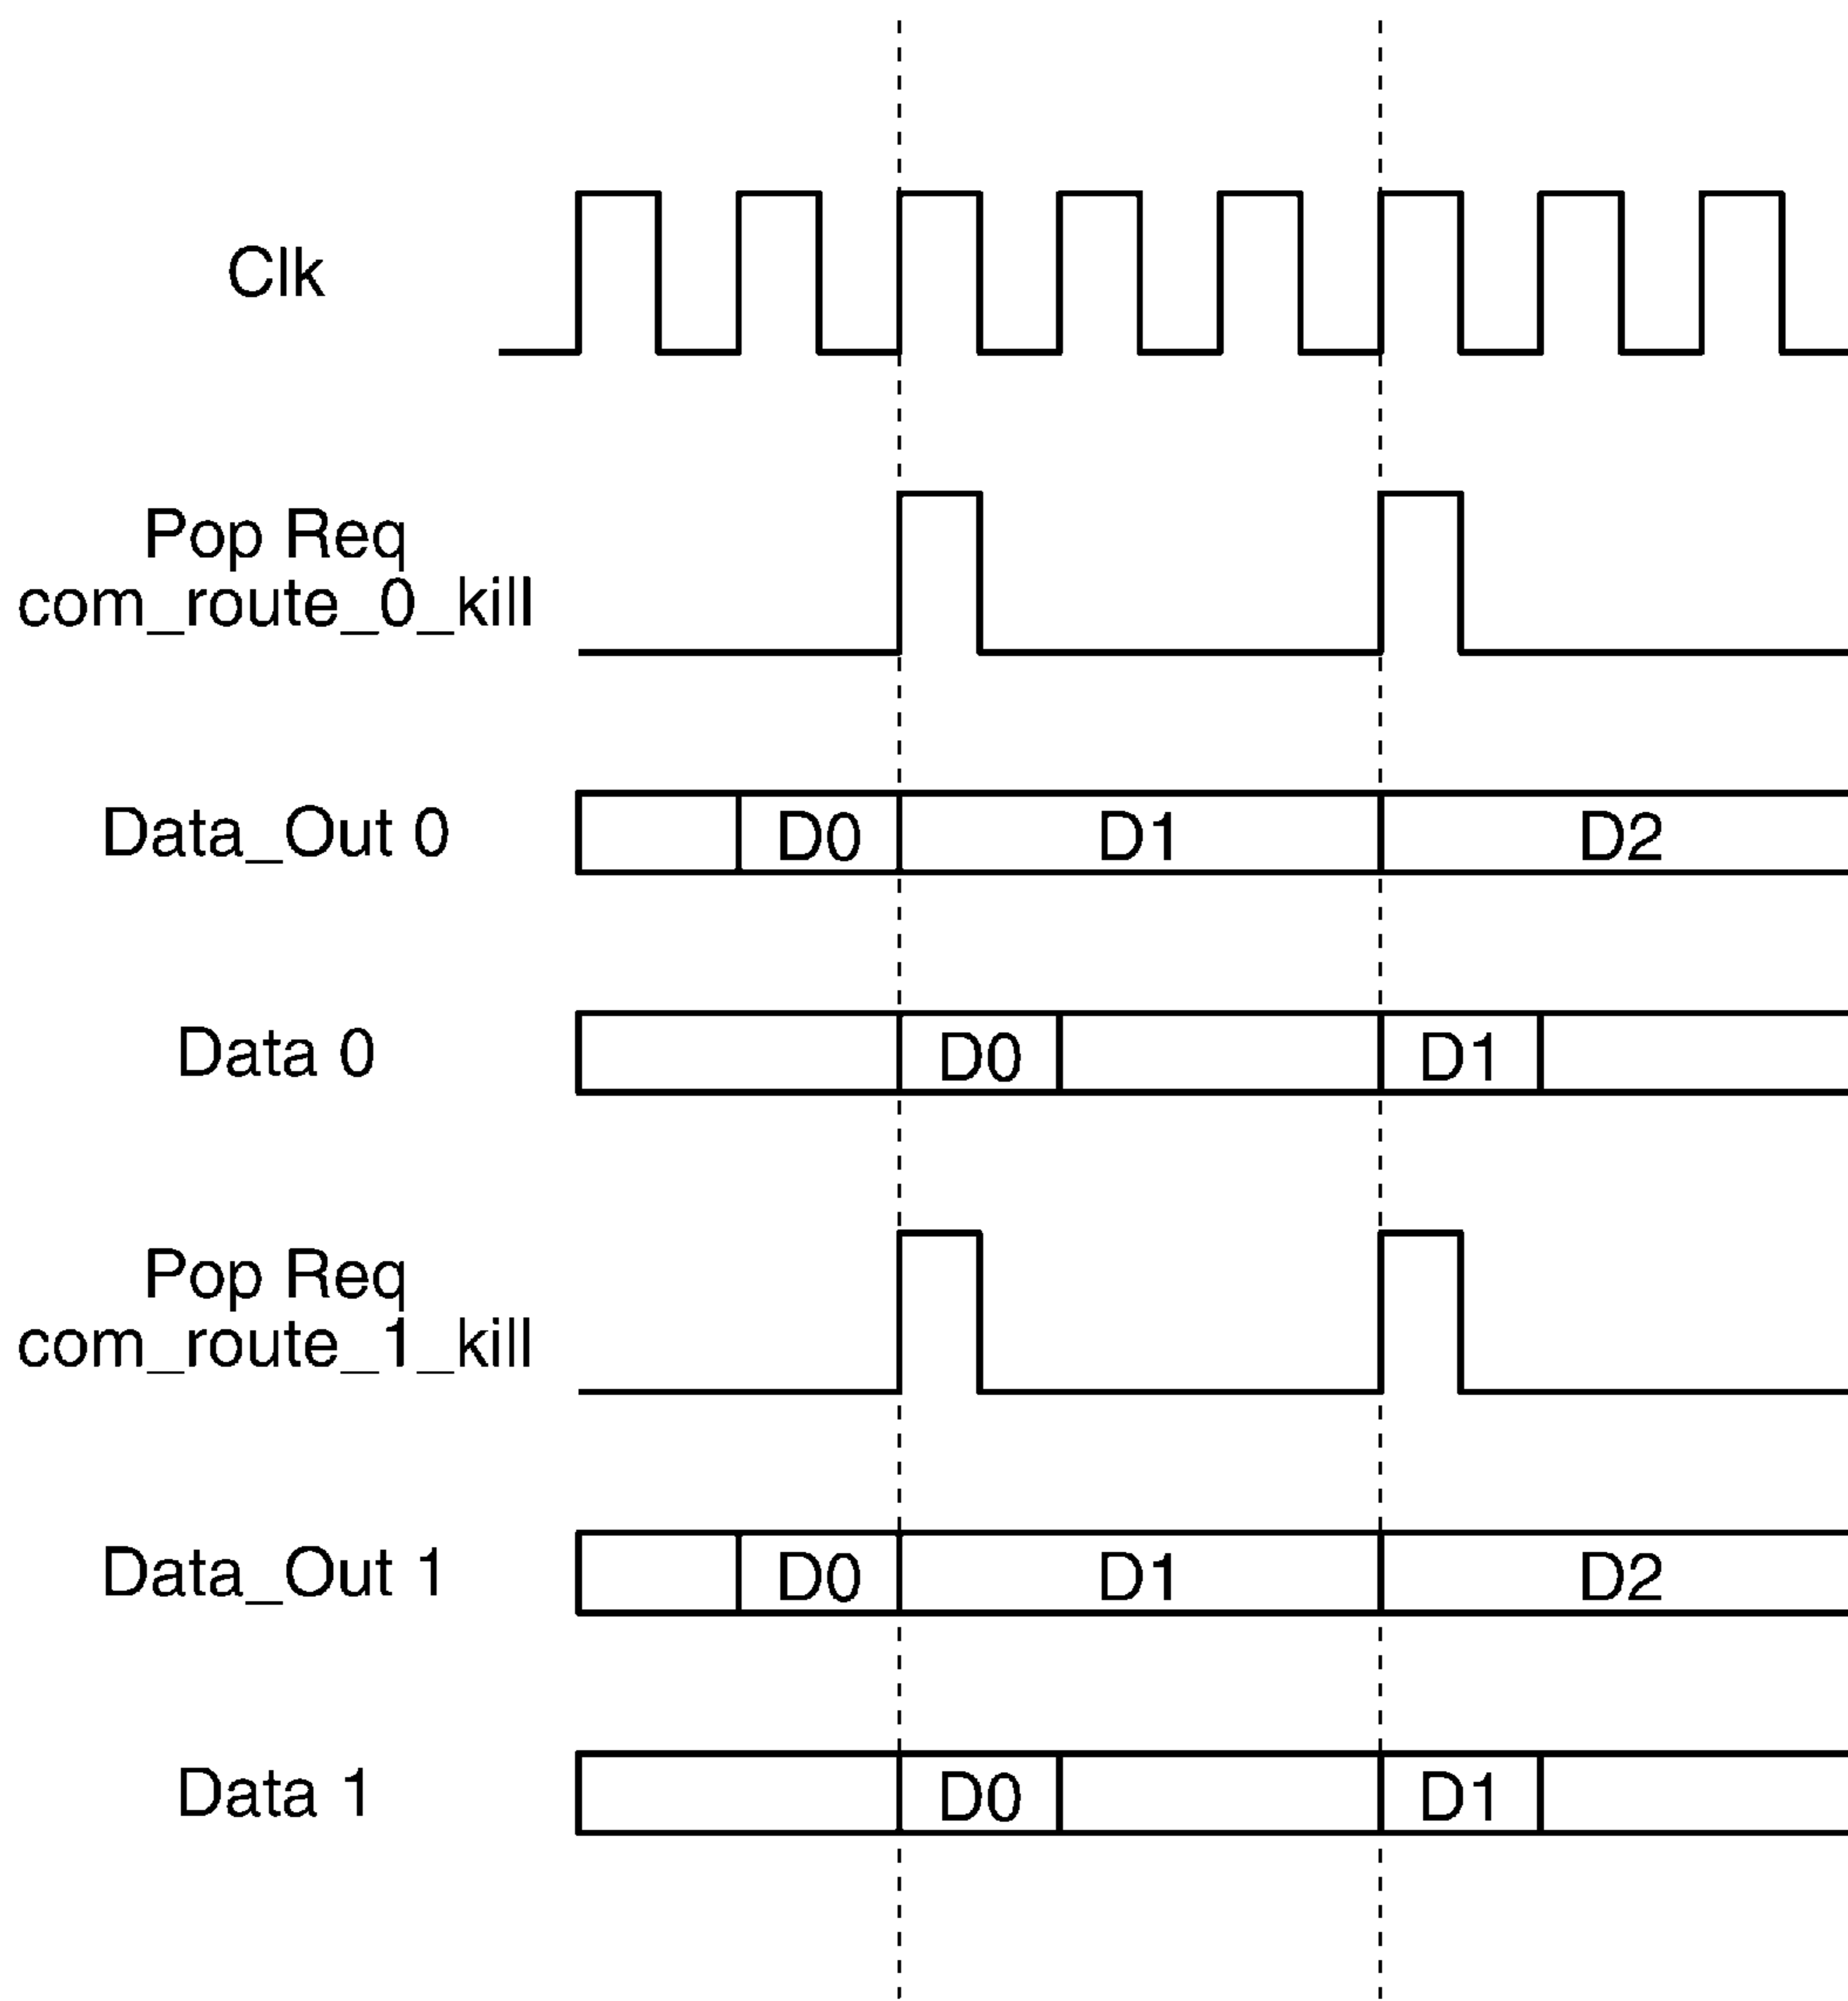 Clk
Pop Req
com_route_0_kill
Data_Out 0
D0
D1
D2
Data 0
D0
D1
Pop Req
com_route_1_kill
Data_Out 1
D0
D1
D2
Data 1
D0
D1